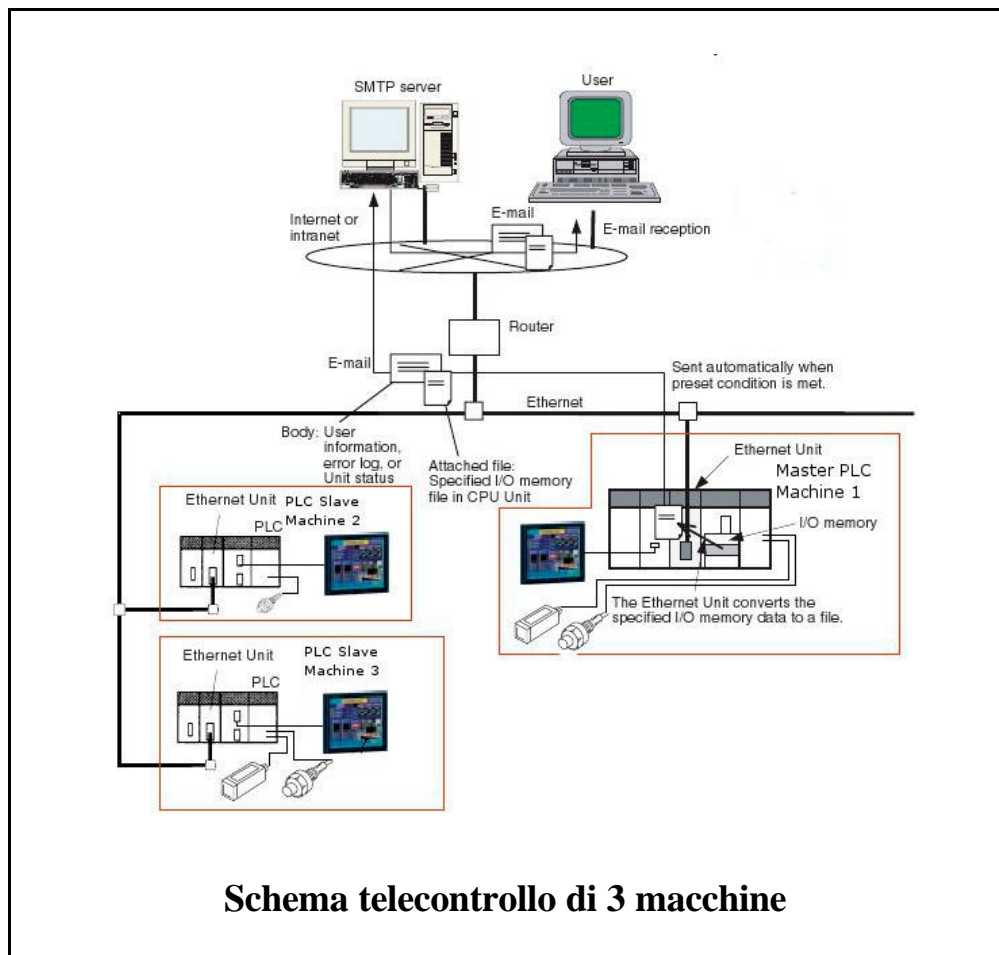 SMTP server
User
Internet or
intranet
E-mail
E-mail reception
Router
E-mail
Sent automatically when
preset condition is met.
Ethernet
Body: User
information,
error log, or
Unit status
Attached file:
Specified I/O memory
file in CPU Unit
Ethernet Unit
Master PLC
Machine 1
I/O memory
The Ethernet Unit converts the
specified I/O memory data to a file.
Ethernet Unit
PLC Slave
Machine 2
PLC
Ethernet Unit
PLC Slave
Machine 3
PLC
Schema telecontrollo di 3 macchine